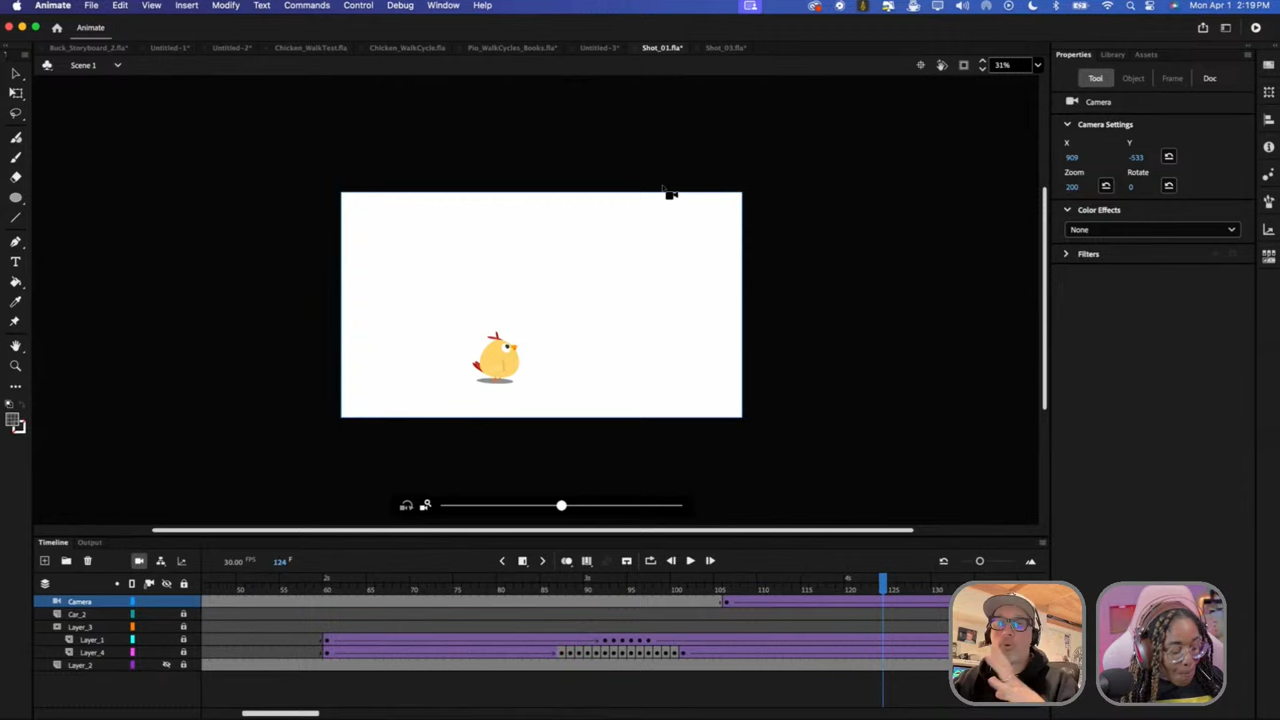 Animate File Edit View Insert Modify Text Commands Control Debug Window Help Mon Apr 1 2:19PM
Animate
Buck_Storyboard_2.fla* Untitled-1* Untitled-2* Chicken_WalkTest.fla Chicken_WalkCycle.fla Pio_WalkCycles_Books.fla* Untitled-3* Shot_01.fla* Shot_03.fla*
Scene 1 31%
Properties Library Assets
Tool Object Frame Doc
Camera
Camera Settings
X Y
909 -533
Zoom Rotate
200 0
Color Effects
None
Filters
Timeline Output
30.00 FPS 124 F
2s 3s 4s
50 55 60 65 70 75 80 85 90 95 100 105 110 115 120 125 130
Camera
Car_2
Layer_3
Layer_1
Layer_4
Layer_2